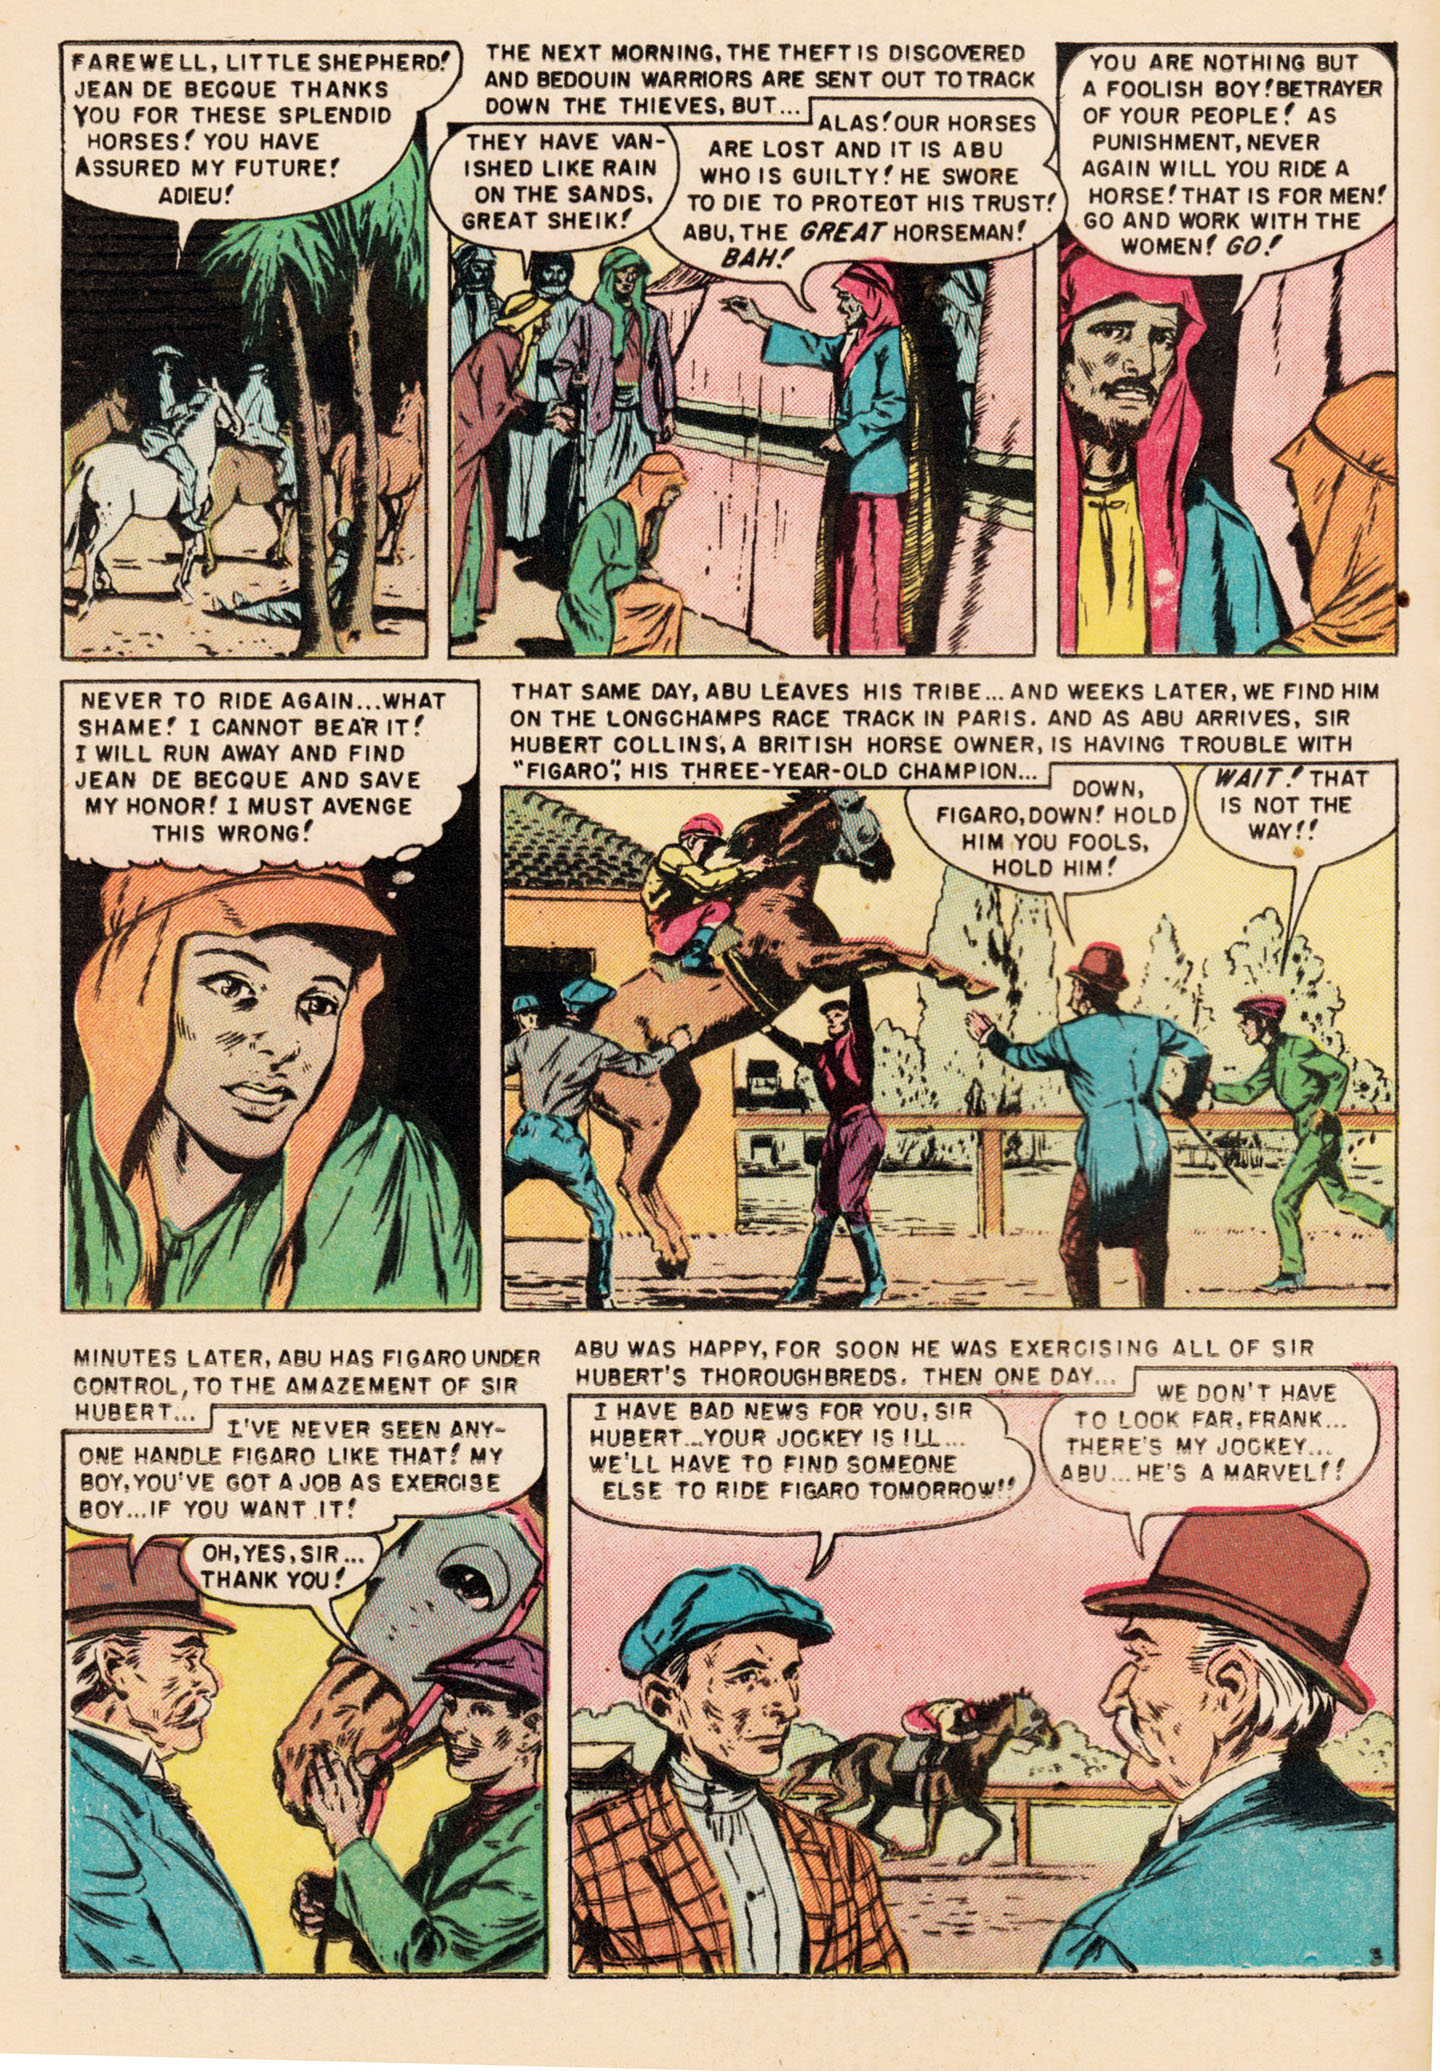 FAREWELL, LITTLE SHEPHERD!
JEAN DE BECQUE THANKS
YOU FOR THESE SPLENDID
HORSES! YOU HAVE
ASSURED MY FUTURE!
ADIEU!
THE NEXT MORNING, THE THEFT IS DISCOVERED
AND BEDOUIN WARRIORS ARE SENT OUT TO TRACK
DOWN THE THIEVES, BUT...
THEY HAVE VAN-
ISHED LIKE RAIN
ON THE SANDS,
GREAT SHEIK!
ALAS! OUR HORSES
ARE LOST AND IT IS ABU
WHO IS GUILTY! HE SWORE
TO DIE TO PROTECT HIS TRUST!
ABU, THE GREAT HORSEMAN!
BAH!
YOU ARE NOTHING BUT
A FOOLISH BOY! BETRAYER
OF YOUR PEOPLE! AS
PUNISHMENT, NEVER
AGAIN WILL YOU RIDE A
HORSE! THAT IS FOR MEN!
GO AND WORK WITH THE
WOMEN! GO!
NEVER TO RIDE AGAIN...WHAT
SHAME! I CANNOT BEAR IT!
I WILL RUN AWAY AND FIND
JEAN DE BECQUE AND SAVE
MY HONOR! I MUST AVENGE
THIS WRONG!
THAT SAME DAY, ABU LEAVES HIS TRIBE... AND WEEKS LATER, WE FIND HIM
ON THE LONGCHAMPS RACE TRACK IN PARIS. AND AS ABU ARRIVES, SIR
HUBERT COLLINS, A BRITISH HORSE OWNER, IS HAVING TROUBLE WITH
"FIGARO", HIS THREE-YEAR-OLD CHAMPION...
DOWN,
FIGARO, DOWN! HOLD
HIM YOU FOOLS,
HOLD HIM!
WAIT! THAT
IS NOT THE
WAY!!
MINUTES LATER, ABU HAS FIGARO UNDER
CONTROL, TO THE AMAZEMENT OF SIR
HUBERT...
I'VE NEVER SEEN ANY-
ONE HANDLE FIGARO LIKE THAT! MY
BOY, YOU'VE GOT A JOB AS EXERCISE
BOY...IF YOU WANT IT!
OH, YES, SIR...
THANK YOU!
ABU WAS HAPPY, FOR SOON HE WAS EXERCISING ALL OF SIR
HUBERT'S THOROUGHBREDS. THEN ONE DAY...
I HAVE BAD NEWS FOR YOU, SIR
HUBERT...YOUR JOCKEY IS ILL...
WE'LL HAVE TO FIND SOMEONE
ELSE TO RIDE FIGARO TOMORROW!!
WE DON'T HAVE
TO LOOK FAR, FRANK...
THERE'S MY JOCKEY...
ABU...HE'S A MARVEL!!
3